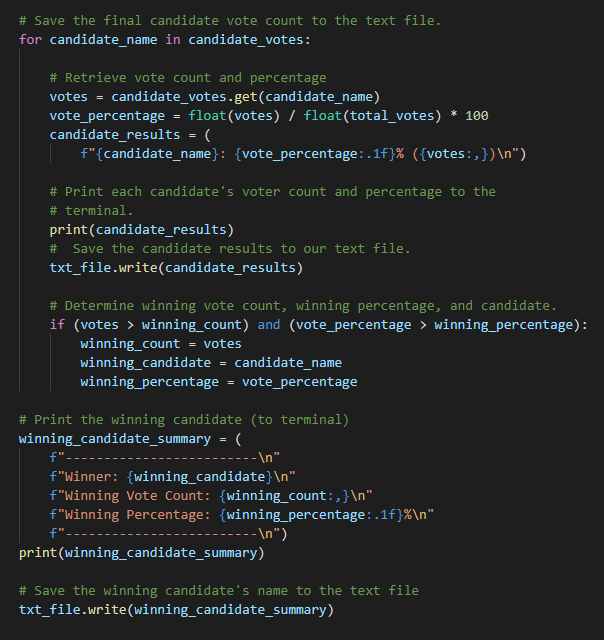 # Save the final candidate vote count to the text file.
for candidate_name in candidate_votes:
# Retrieve vote count and percentage
votes = candidate_votes.get(candidate_name)
vote_percentage = float(votes) / float(total_votes) * 100
candidate_results = (
f"{candidate_name}: {vote_percentage:.1f}% ({votes:,})\n")
# Print each candidate's voter count and percentage to the
# terminal.
print(candidate_results)
#  Save the candidate results to our text file.
txt_file.write(candidate_results)
# Determine winning vote count, winning percentage, and candidate.
if (votes > winning_count) and (vote_percentage > winning_percentage):
winning_count = votes
winning_candidate = candidate_name
winning_percentage = vote_percentage
# Print the winning candidate (to terminal)
winning_candidate_summary = (
f"-------------------------\n"
f"Winner: {winning_candidate}\n"
f"Winning Vote Count: {winning_count:,}\n"
f"Winning Percentage: {winning_percentage:.1f}%\n"
f"-------------------------\n")
print(winning_candidate_summary)
# Save the winning candidate's name to the text file
txt_file.write(winning_candidate_summary)